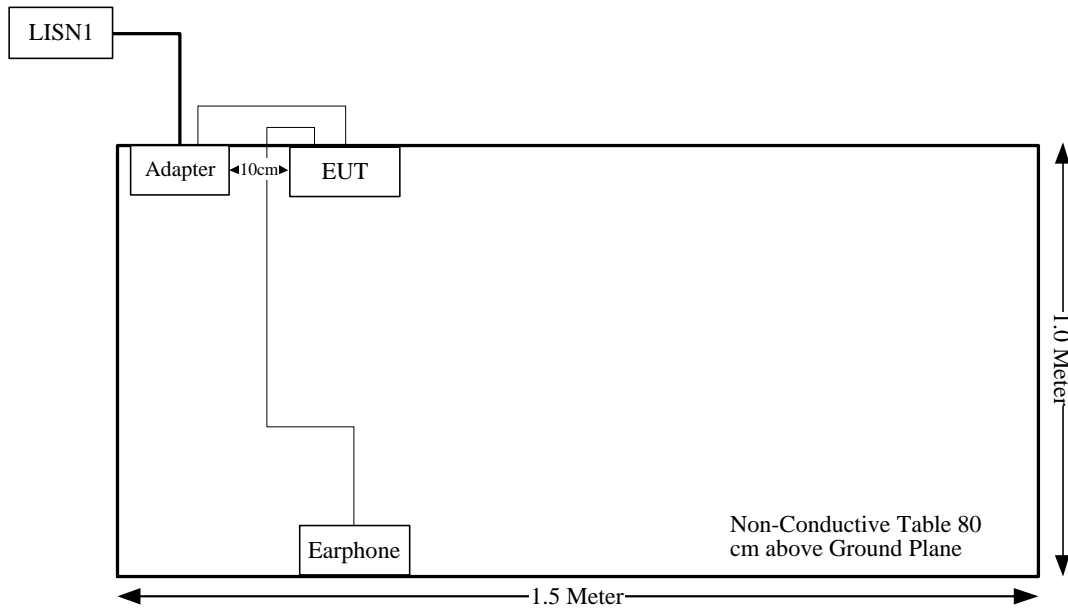 LISN1
Adapter
10cm
EUT
1.0 Meter
Earphone
Non-Conductive Table 80
cm above Ground Plane
1.5 Meter